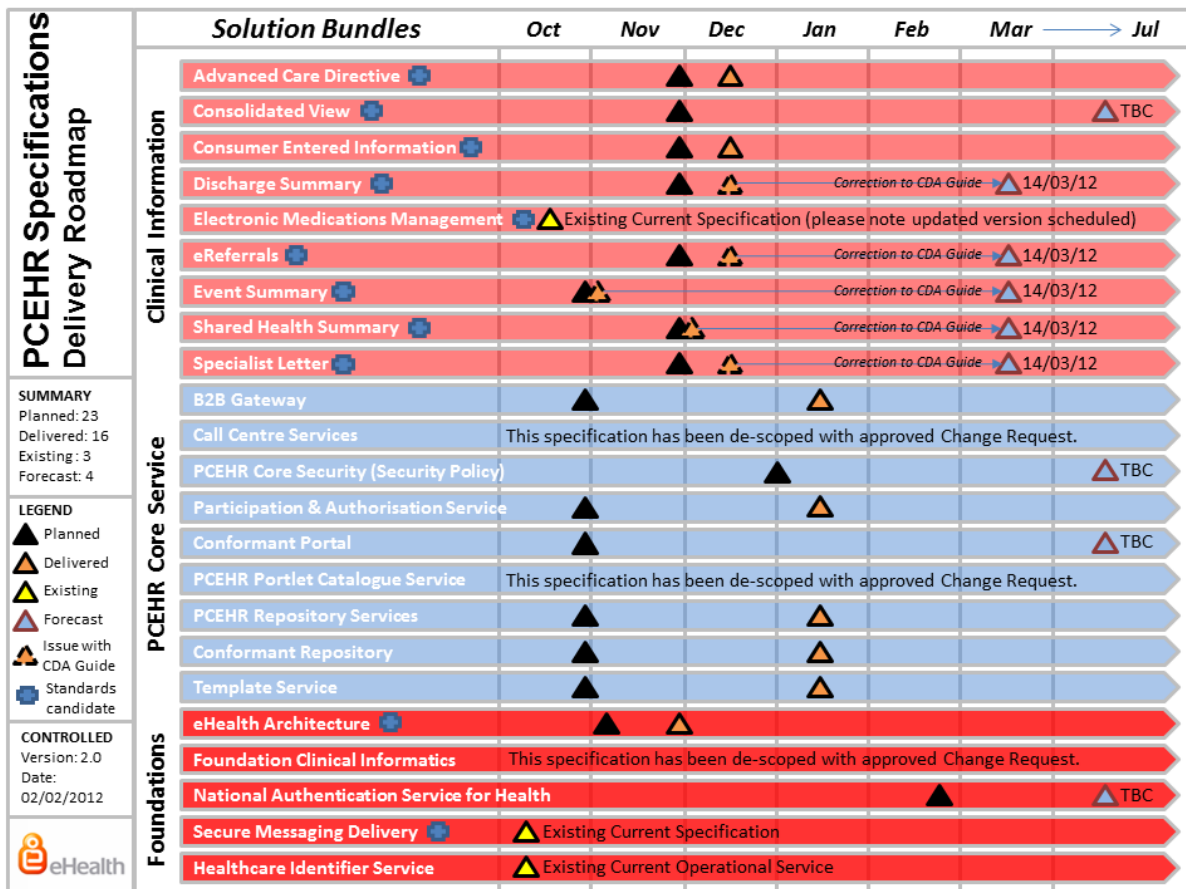 PCEHR Specifications
Delivery Roadmap
SUMMARY
Planned: 23
Delivered: 16
Existing : 3
Forecast: 4
LEGEND
Planned
Delivered
Existing
Forecast
Issue with
CDA Guide
Standards
candidate
CONTROLLED
Version: 2.0
Date:
02/02/2012
eHealth
Solution Bundles Oct Nov Dec Jan Feb Mar Jul
Clinical Information
Advanced Care Directive
Consolidated View TBC
Consumer Entered Information
Discharge Summary Correction to CDA Guide 14/03/12
Electronic Medications Management Existing Current Specification (please note updated version scheduled)
eReferrals Correction to CDA Guide 14/03/12
Event Summary Correction to CDA Guide 14/03/12
Shared Health Summary Correction to CDA Guide 14/03/12
Specialist Letter Correction to CDA Guide 14/03/12
PCEHR Core Service
B2B Gateway
Call Centre Services This specification has been de-scoped with approved Change Request.
PCEHR Core Security (Security Policy) TBC
Participation & Authorisation Service
Conformant Portal TBC
PCEHR Portlet Catalogue Service This specification has been de-scoped with approved Change Request.
PCEHR Repository Services
Conformant Repository
Template Service
Foundations
eHealth Architecture
Foundation Clinical Informatics This specification has been de-scoped with approved Change Request.
National Authentication Service for Health TBC
Secure Messaging Delivery Existing Current Specification
Healthcare Identifier Service Existing Current Operational Service